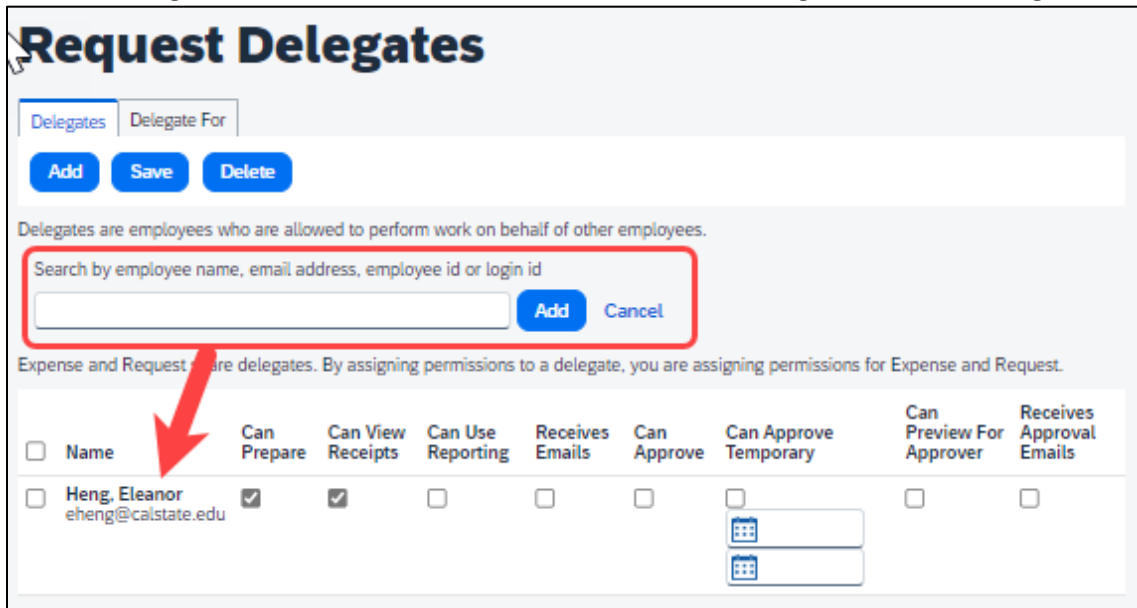 Request Delegates
Delegates Delegate For
Add Save Delete
Delegates are employees who are allowed to perform work on behalf of other employees.
Search by employee name, email address, employee id or login id
Add Cancel
Expense and Request delegates. By assigning permissions to a delegate, you are assigning permissions for Expense and Request.
Name Can Prepare Can View Receipts Can Use Reporting Receives Emails Can Approve Can Approve Temporary Can Preview For Approver Receives Approval Emails
Heng, Eleanor
eheng@calstate.edu